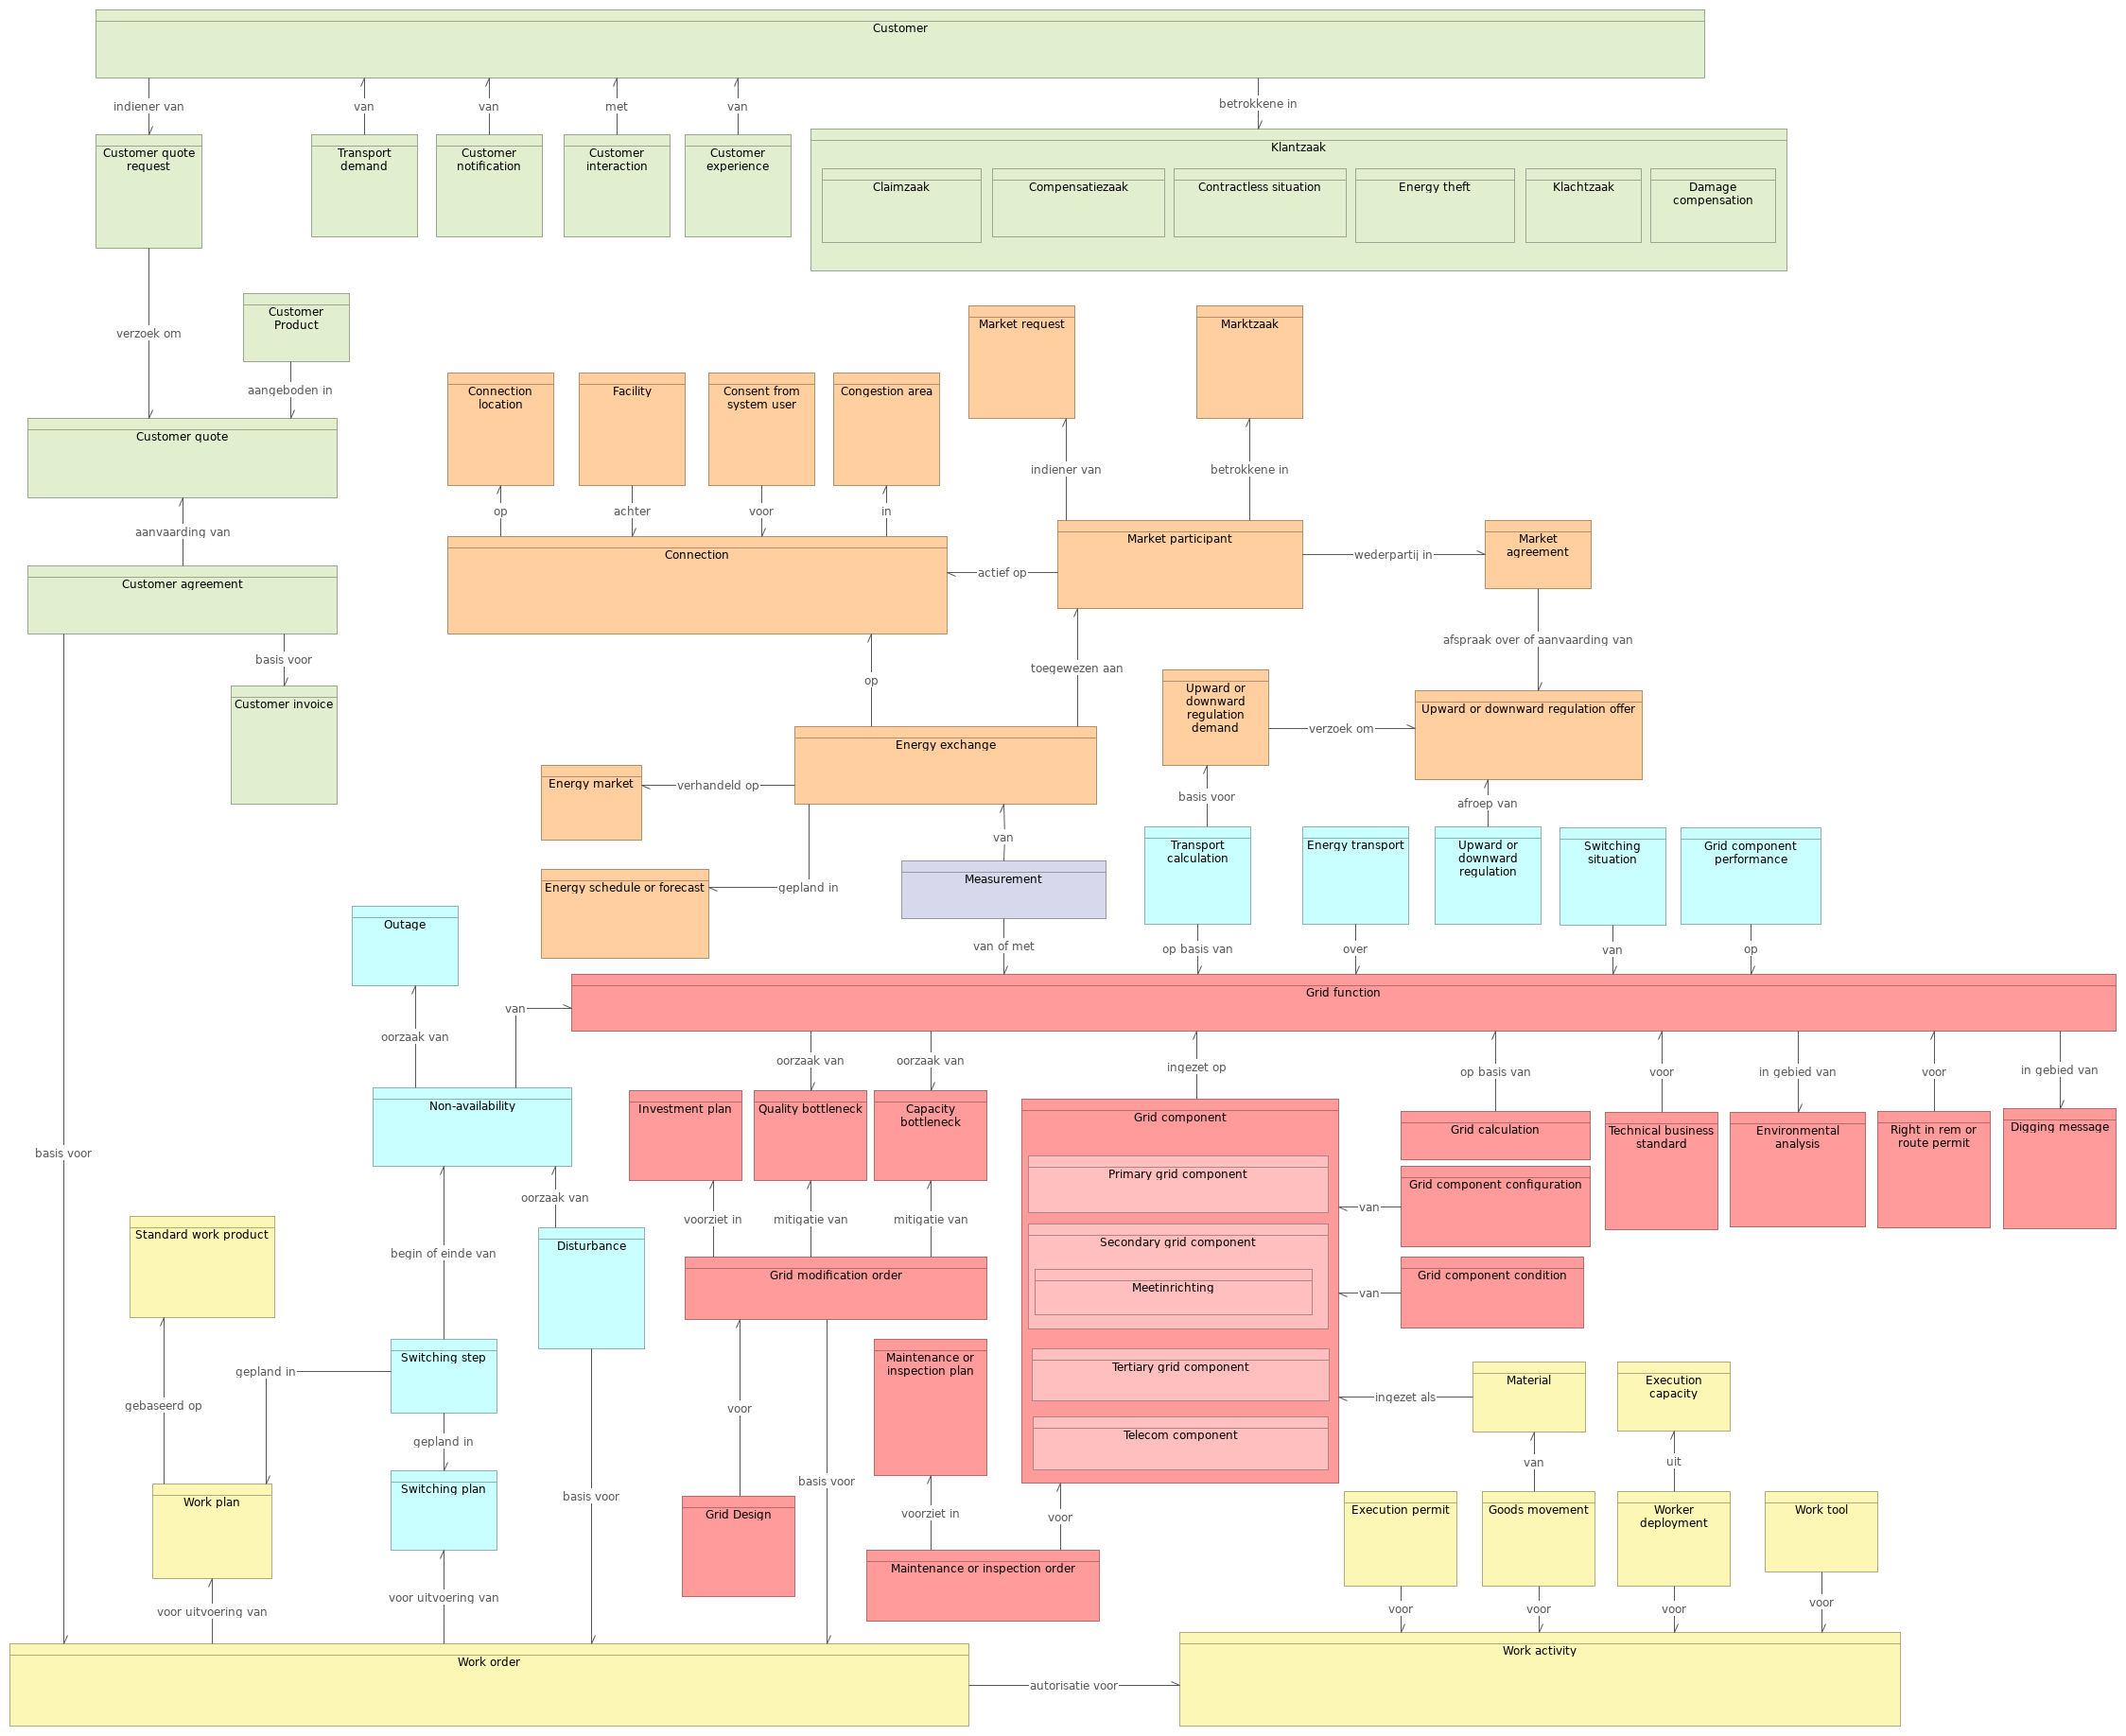 Customer
indiener van
van
van
met
van
betrokkene in
Customer quote
request
Transport
demand
Customer
notification
Customer
interaction
Customer
experience
Klantzaak
Claimzaak
Compensatiezaak
Contractless situation
Energy theft
Klachtzaak
Damage
compensation
verzoek om
Customer
Product
aangeboden in
Market request
Marktzaak
Connection
location
Facility
Consent from
system user
Congestion area
Customer quote
indiener van
betrokkene in
op
achter
voor
in
aanvaarding van
Connection
Market participant
Market
agreement
wederpartij in
actief op
Customer agreement
afspraak over of aanvaarding van
basis voor
op
toegewezen aan
Customer invoice
Upward or
downward
regulation
demand
verzoek om
Upward or downward regulation offer
Energy exchange
Energy market
verhandeld op
basis voor
afroep van
van
Transport
calculation
Energy transport
Upward or
downward
regulation
Switching
situation
Grid component
performance
Energy schedule or forecast
gepland in
Measurement
Outage
van of met
op basis van
over
van
op
Grid function
van
oorzaak van
oorzaak van
oorzaak van
ingezet op
op basis van
voor
in gebied van
voor
in gebied van
Non-availability
Investment plan
Quality bottleneck
Capacity
bottleneck
Grid component
Grid calculation
Technical business
standard
Environmental
analysis
Right in rem or
route permit
Digging message
basis voor
Primary grid component
Grid component configuration
van
oorzaak van
voorziet in
mitigatie van
mitigatie van
Standard work product
begin of einde van
Disturbance
Secondary grid component
Grid modification order
Meetinrichting
Grid component condition
van
Switching step
gepland in
Maintenance or
inspection plan
Tertiary grid component
Material
Execution
capacity
ingezet als
gebaseerd op
voor
gepland in
Telecom component
van
uit
basis voor
basis voor
Work plan
Switching plan
Grid Design
voorziet in
voor
Execution permit
Goods movement
Worker
deployment
Work tool
Maintenance or inspection order
voor uitvoering van
voor uitvoering van
voor
voor
voor
voor
Work order
autorisatie voor
Work activity